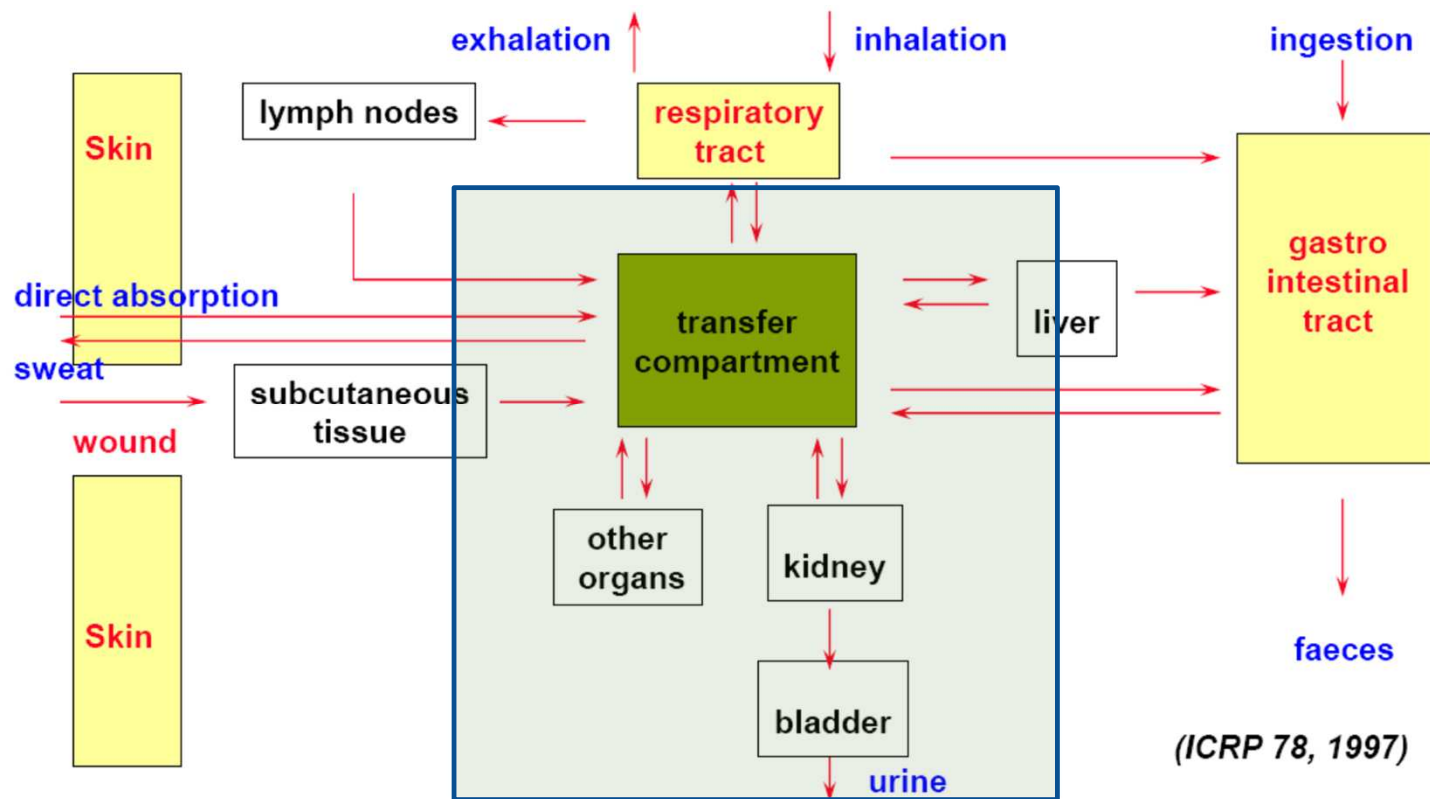 exhalation
inhalation
ingestion
lymph nodes
respiratory
tract
Skin
gastro
intestinal
tract
direct absorption
transfer
compartment
liver
sweat
subcutaneous
tissue
wound
other
organs
kidney
Skin
faeces
bladder
(ICRP 78, 1997)
urine